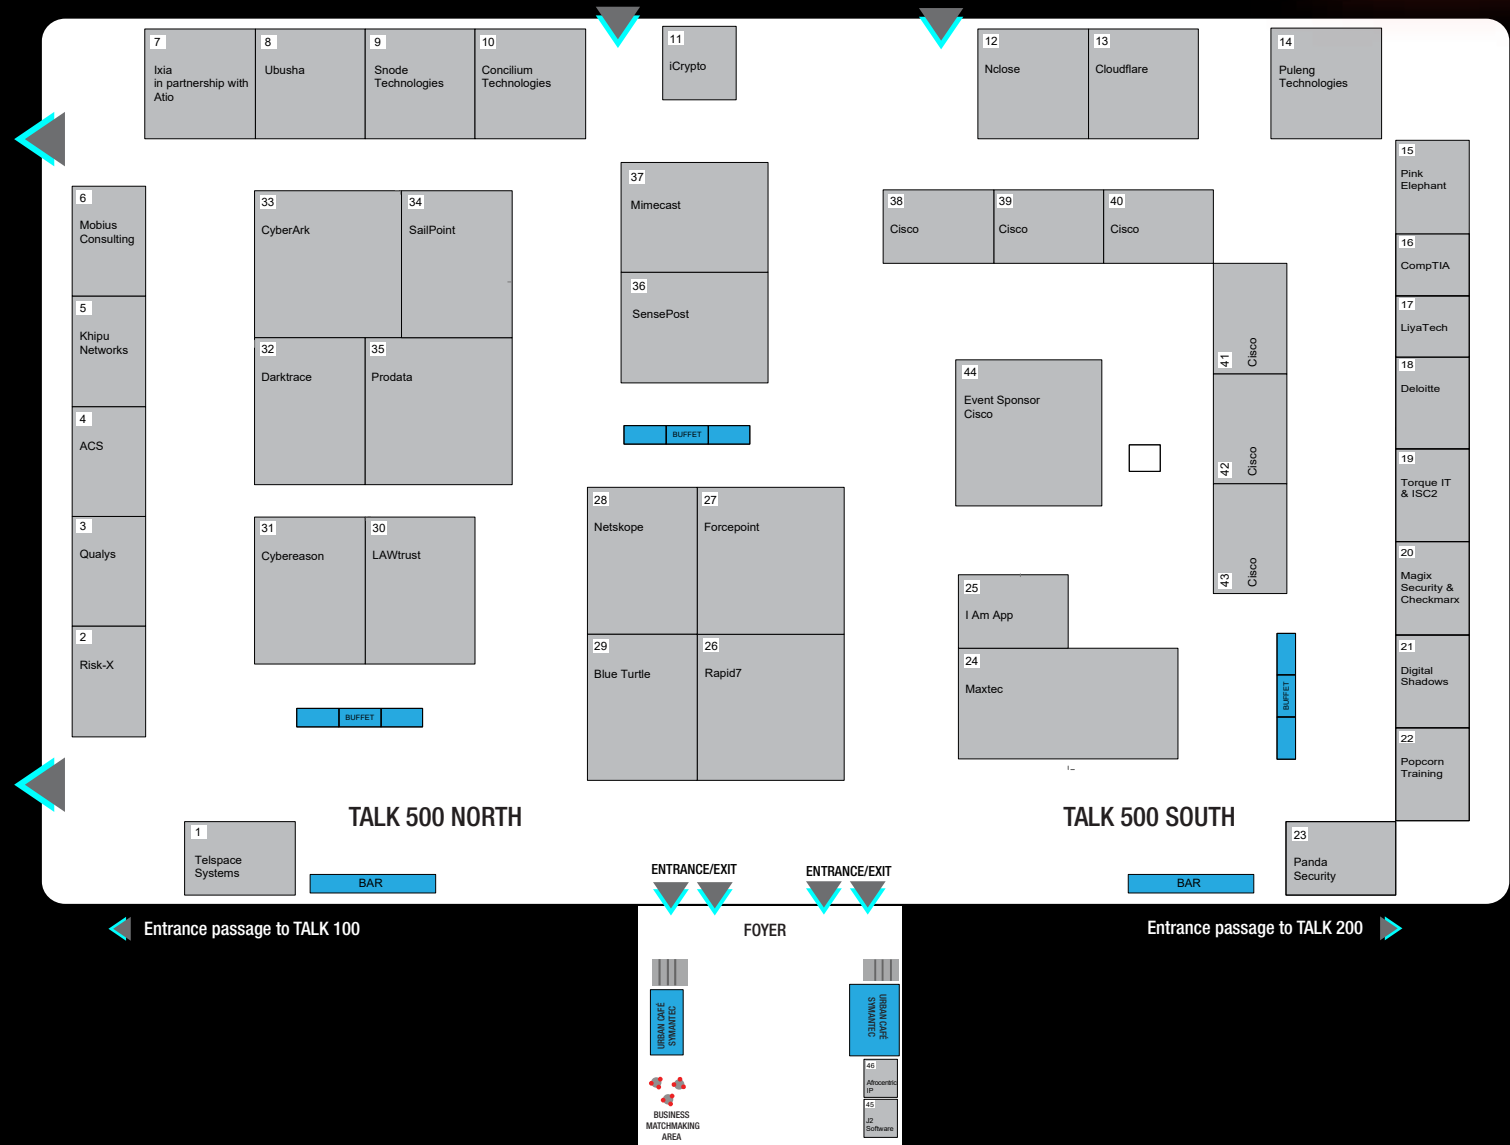 7
Ixia
in partnership with
Atio
8
Ubusha
9
Snode
Technologies
10
Concilium
Technologies
11
iCrypto
12
Nclose
13
Cloudflare
14
Puleng
Technologies
15
Pink
Elephant
16
CompTIA
17
LiyaTech
18
Deloitte
19
Torque IT
& ISC2
20
Magix
Security &
Checkmarx
21
Digital
Shadows
22
Popcorn
Training
23
Panda
Security
6
Mobius
Consulting
5
Khipu
Networks
4
ACS
3
Qualys
2
Risk-X
1
Telspace
Systems
33
CyberArk
34
SailPoint
32
Darktrace
35
Prodata
31
Cybereason
30
LAWtrust
37
Mimecast
36
SensePost
BUFFET
28
Netskope
27
Forcepoint
29
Blue Turtle
26
Rapid7
38
Cisco
39
Cisco
40
Cisco
41
Cisco
42
Cisco
43
Cisco
44
Event Sponsor
Cisco
25
I Am App
24
Maxtec
BUFFET
BUFFET
TALK 500 NORTH
TALK 500 SOUTH
BAR
BAR
ENTRANCE/EXIT
ENTRANCE/EXIT
Entrance passage to TALK 100
Entrance passage to TALK 200
FOYER
URBAN CAFÉ
SYMANTEC
URBAN CAFÉ
SYMANTEC
46
Afrocentric
IP
45
J2
Software
BUSINESS
MATCHMAKING
AREA